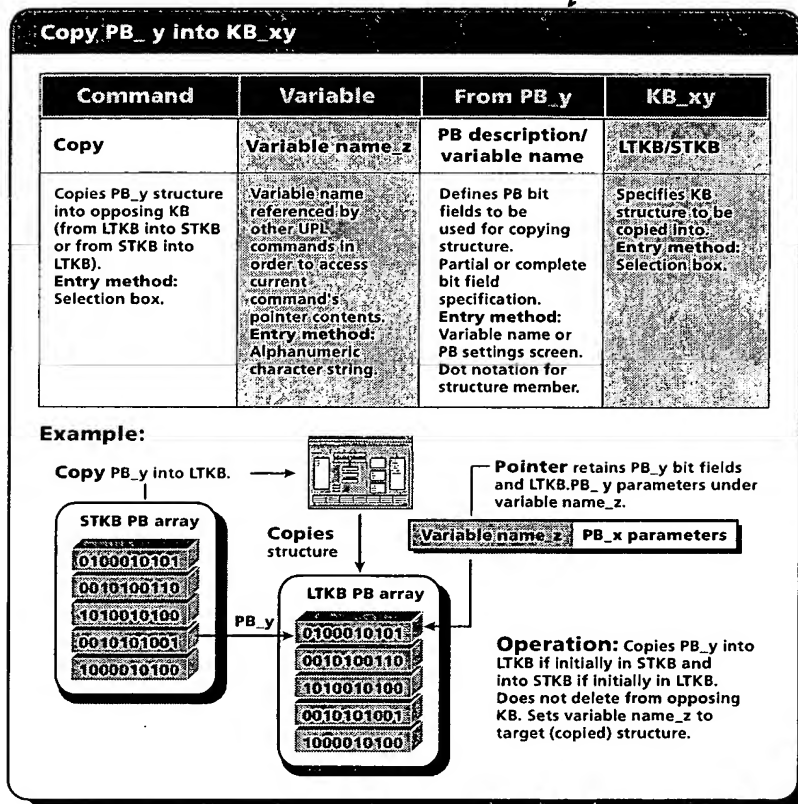 Copy PB_ y into KB_xy
Command
Variable
From PB_y
KB_xy
Copy
Variable name_z
PB description/
variable name
LTKB/STKB
Copies PB_y structure
into opposing KB
(from LTKB into STKB
or from STKB into
LTKB).
Entry method:
Selection box.
Variable name
referenced by
other UPL
commands in
order to access
current
command's
pointer contents.
Entry method:
Alphanumeric
character string.
Defines PB bit
fields to be
used for copying
structure.
Partial or complete
bit field
specification.
Entry method:
Variable name or
PB settings screen.
Dot notation for
structure member.
Specifies KB
structure to be
copied into.
Entry method:
Selection box.
Example:
Copy PB_y into LTKB.
Pointer retains PB_y bit fields
and LTKB.PB_ y parameters under
variable name_z.
STKB PB array
0100010101
0010100110
1010010100
0010101001
1000010100
Copies
structure
Variable name_z PB_x parameters
PB_y
LTKB PB array
0100010101
0010100110
1010010100
0010101001
1000010100
Operation: Copies PB_y into
LTKB if initially in STKB and
into STKB if initially in LTKB.
Does not delete from opposing
KB. Sets variable name_z to
target (copied) structure.